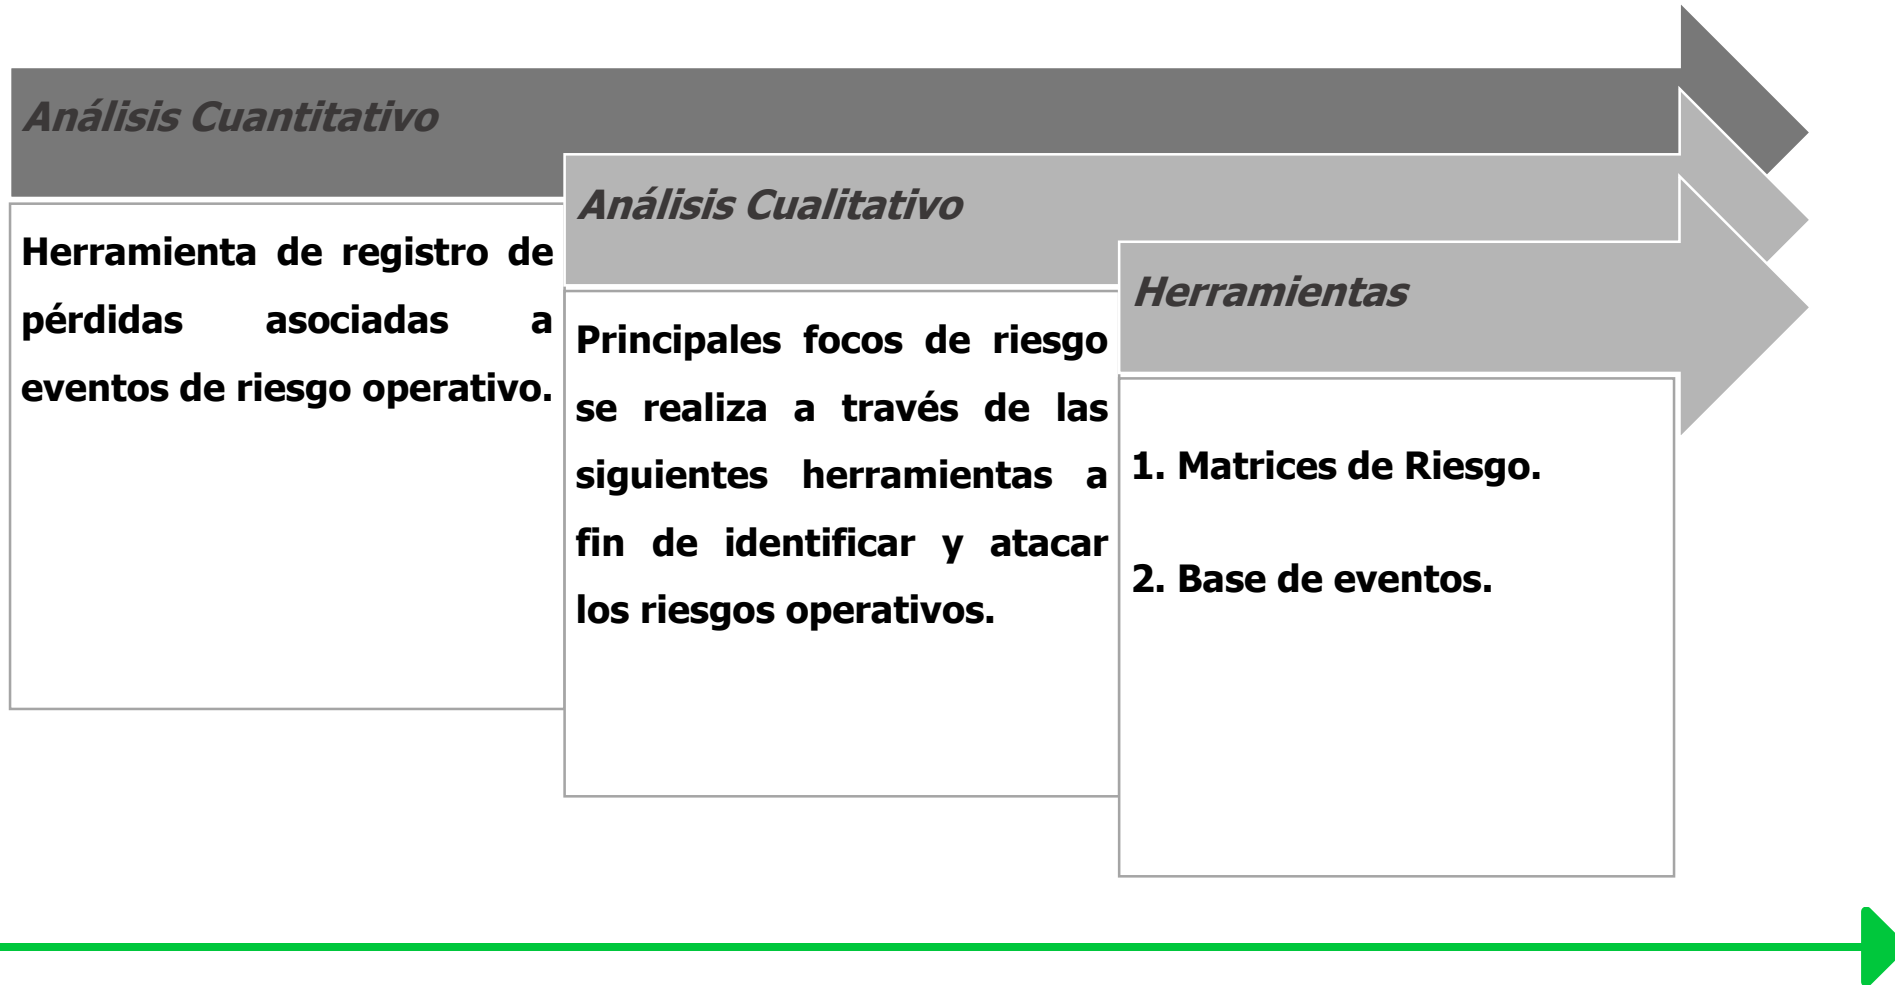 Análisis Cuantitativo
Herramienta de registro de
pérdidas asociadas a
eventos de riesgo operativo.
Análisis Cualitativo
Principales focos de riesgo
se realiza a través de las
siguientes herramientas a
fin de identificar y atacar
los riesgos operativos.
Herramientas
1. Matrices de Riesgo.
2. Base de eventos.